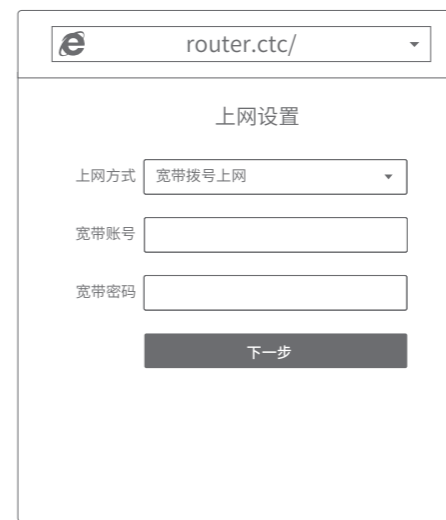 router.ctc/
上网设置
上网方式 宽带拨号上网
宽带账号
宽带密码
下一步